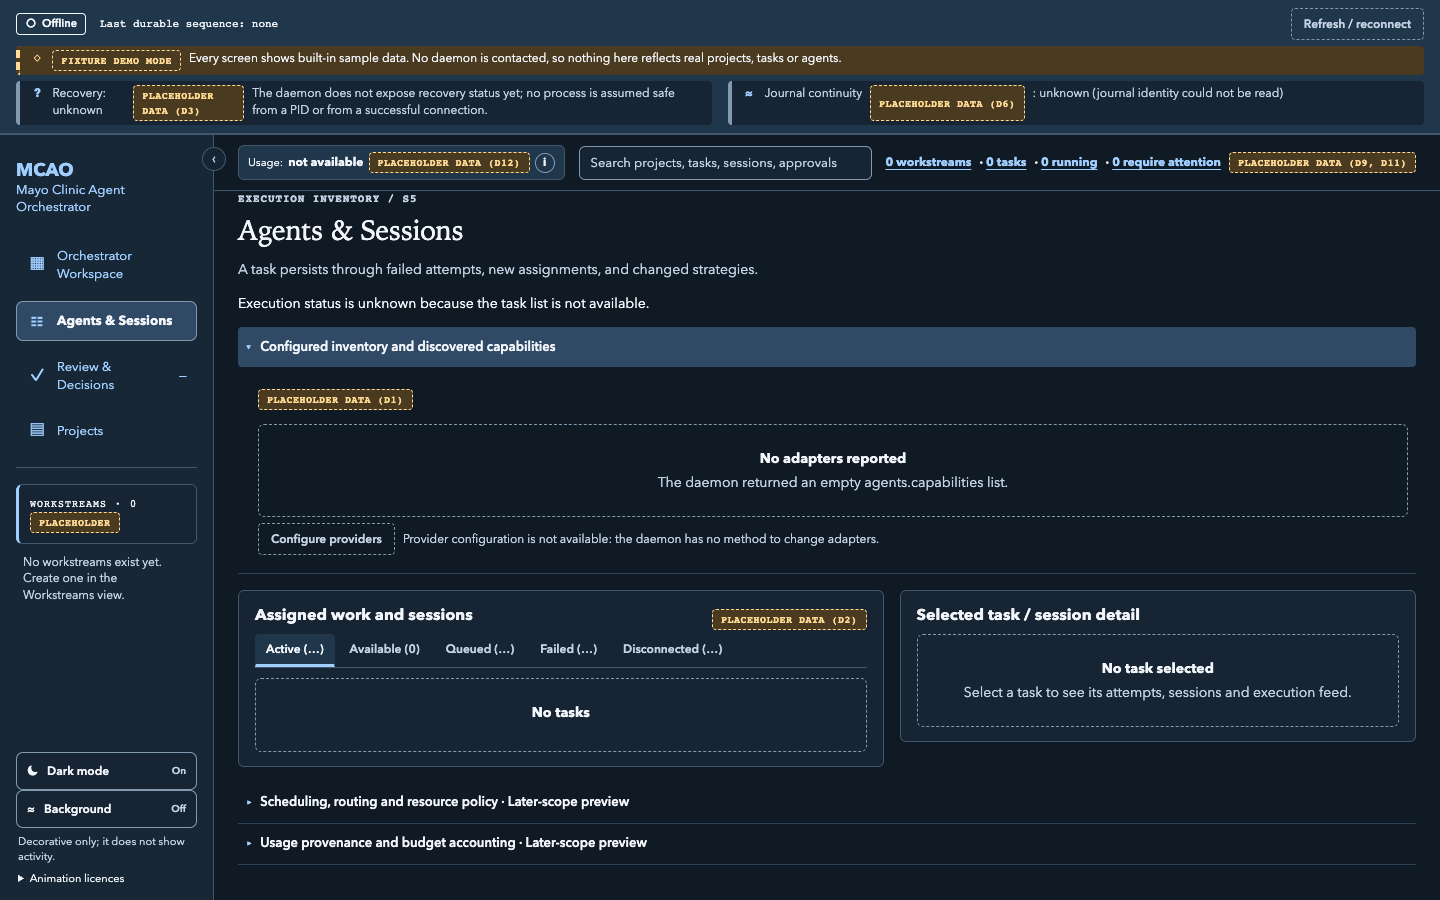 Offline
Last durable sequence: none
Refresh / reconnect
FIXTURE DEMO MODE
Every screen shows built-in sample data. No daemon is contacted, so nothing here reflects real projects, tasks or agents.
?
Recovery:
unknown
PLACEHOLDER
DATA (D3)
The daemon does not expose recovery status yet; no process is assumed safe
from a PID or from a successful connection.
≈
Journal continuity
PLACEHOLDER DATA (D6)
: unknown (journal identity could not be read)
MCAO
Mayo Clinic Agent
Orchestrator
‹
Usage: not available
PLACEHOLDER DATA (D12)
i
Search projects, tasks, sessions, approvals
0 workstreams · 0 tasks · 0 running · 0 require attention
PLACEHOLDER DATA (D9, D11)
Orchestrator
Workspace
Agents & Sessions
Review &
Decisions
–
Projects
WORKSTREAMS · 0
PLACEHOLDER
No workstreams exist yet.
Create one in the
Workstreams view.
Dark mode
On
≈
Background
Off
Decorative only; it does not show
activity.
Animation licences
EXECUTION INVENTORY / S5
Agents & Sessions
A task persists through failed attempts, new assignments, and changed strategies.
Execution status is unknown because the task list is not available.
Configured inventory and discovered capabilities
PLACEHOLDER DATA (D1)
No adapters reported
The daemon returned an empty agents.capabilities list.
Configure providers
Provider configuration is not available: the daemon has no method to change adapters.
Assigned work and sessions
PLACEHOLDER DATA (D2)
Active (...)
Available (0)
Queued (...)
Failed (...)
Disconnected (...)
No tasks
Selected task / session detail
No task selected
Select a task to see its attempts, sessions and execution feed.
Scheduling, routing and resource policy · Later-scope preview
Usage provenance and budget accounting · Later-scope preview